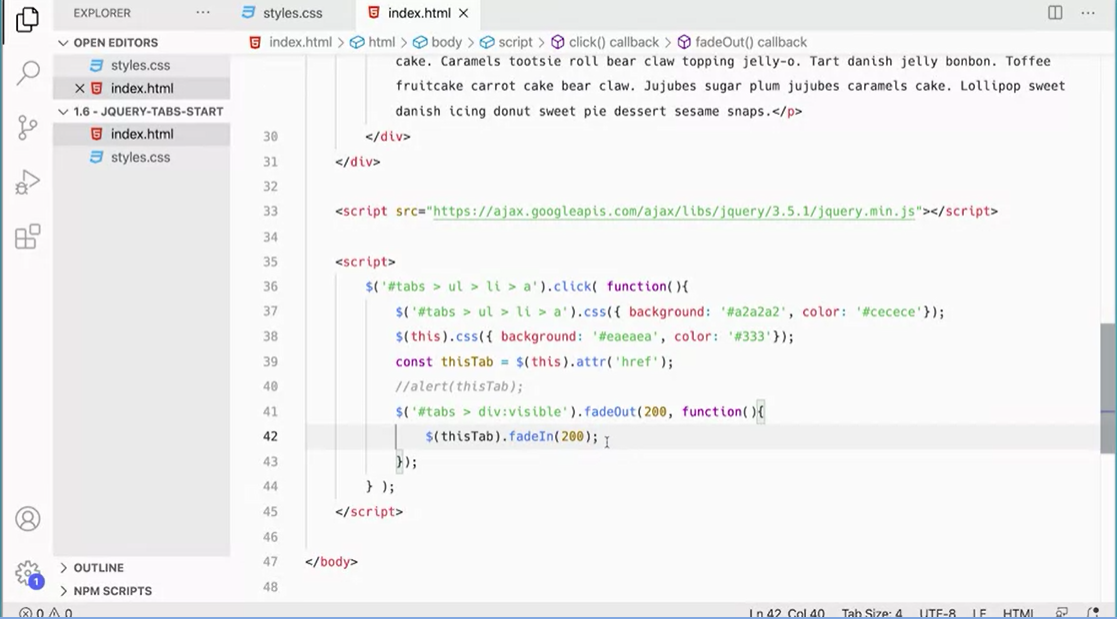 EXPLORER ···
styles.css
index.html ×
···
OPEN EDITORS
styles.css
× index.html
1.6 - JQUERY-TABS-START
index.html
styles.css
OUTLINE
NPM SCRIPTS
1
index.html > html > body > script > click() callback > fadeOut() callback
cake. Caramels tootsie roll bear claw topping jelly-o. Tart danish jelly bonbon. Toffee
fruitcake carrot cake bear claw. Jujubes sugar plum jujubes caramels cake. Lollipop sweet
danish icing donut sweet pie dessert sesame snaps.</p>
30 </div>
31 </div>
32
33 <script src="https://ajax.googleapis.com/ajax/libs/jquery/3.5.1/jquery.min.js"></script>
34
35 <script>
36 $('#tabs > ul > li > a').click( function(){
37 $('#tabs > ul > li > a').css({ background: '#a2a2a2', color: '#cecece'});
38 $(this).css({ background: '#eaeaea', color: '#333'});
39 const thisTab = $(this).attr('href');
40 //alert(thisTab);
41 $('#tabs > div:visible').fadeOut(200, function(){
42 $(thisTab).fadeIn(200);
43 });
44 } );
45 </script>
46
47 </body>
48
0 0
Ln 42, Col 40 Tab Size: 4 UTF-8 LF HTML